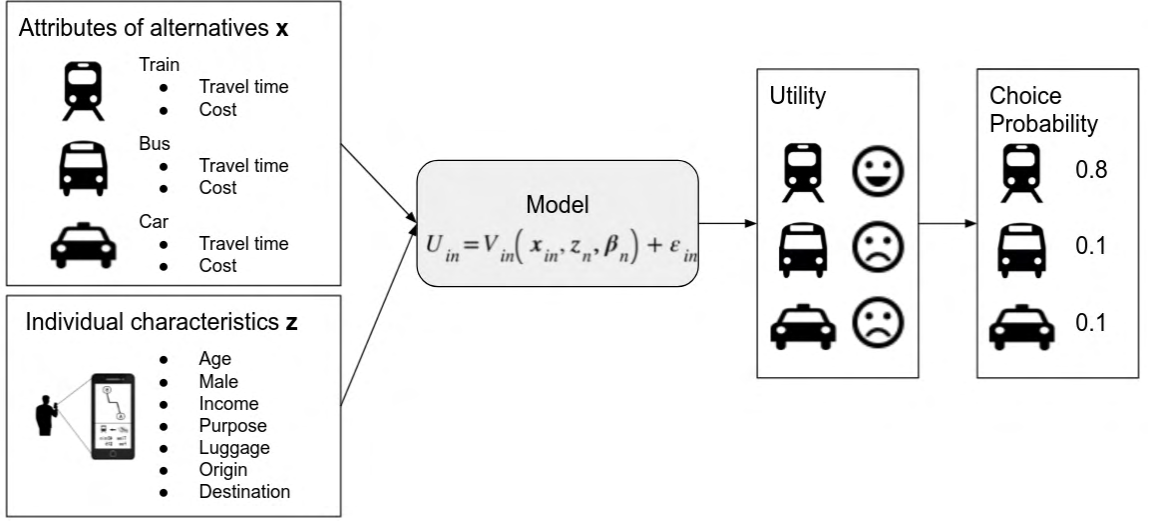 Attributes of alternatives x
Train
● Travel time
● Cost
Bus
● Travel time
● Cost
Car
● Travel time
● Cost
Individual characteristics z
● Age
● Male
● Income
● Purpose
● Luggage
● Origin
● Destination
Model
U_in = V_in( x_in, z_n, β_n ) + ε_in
Utility
Choice
Probability
0.8
0.1
0.1